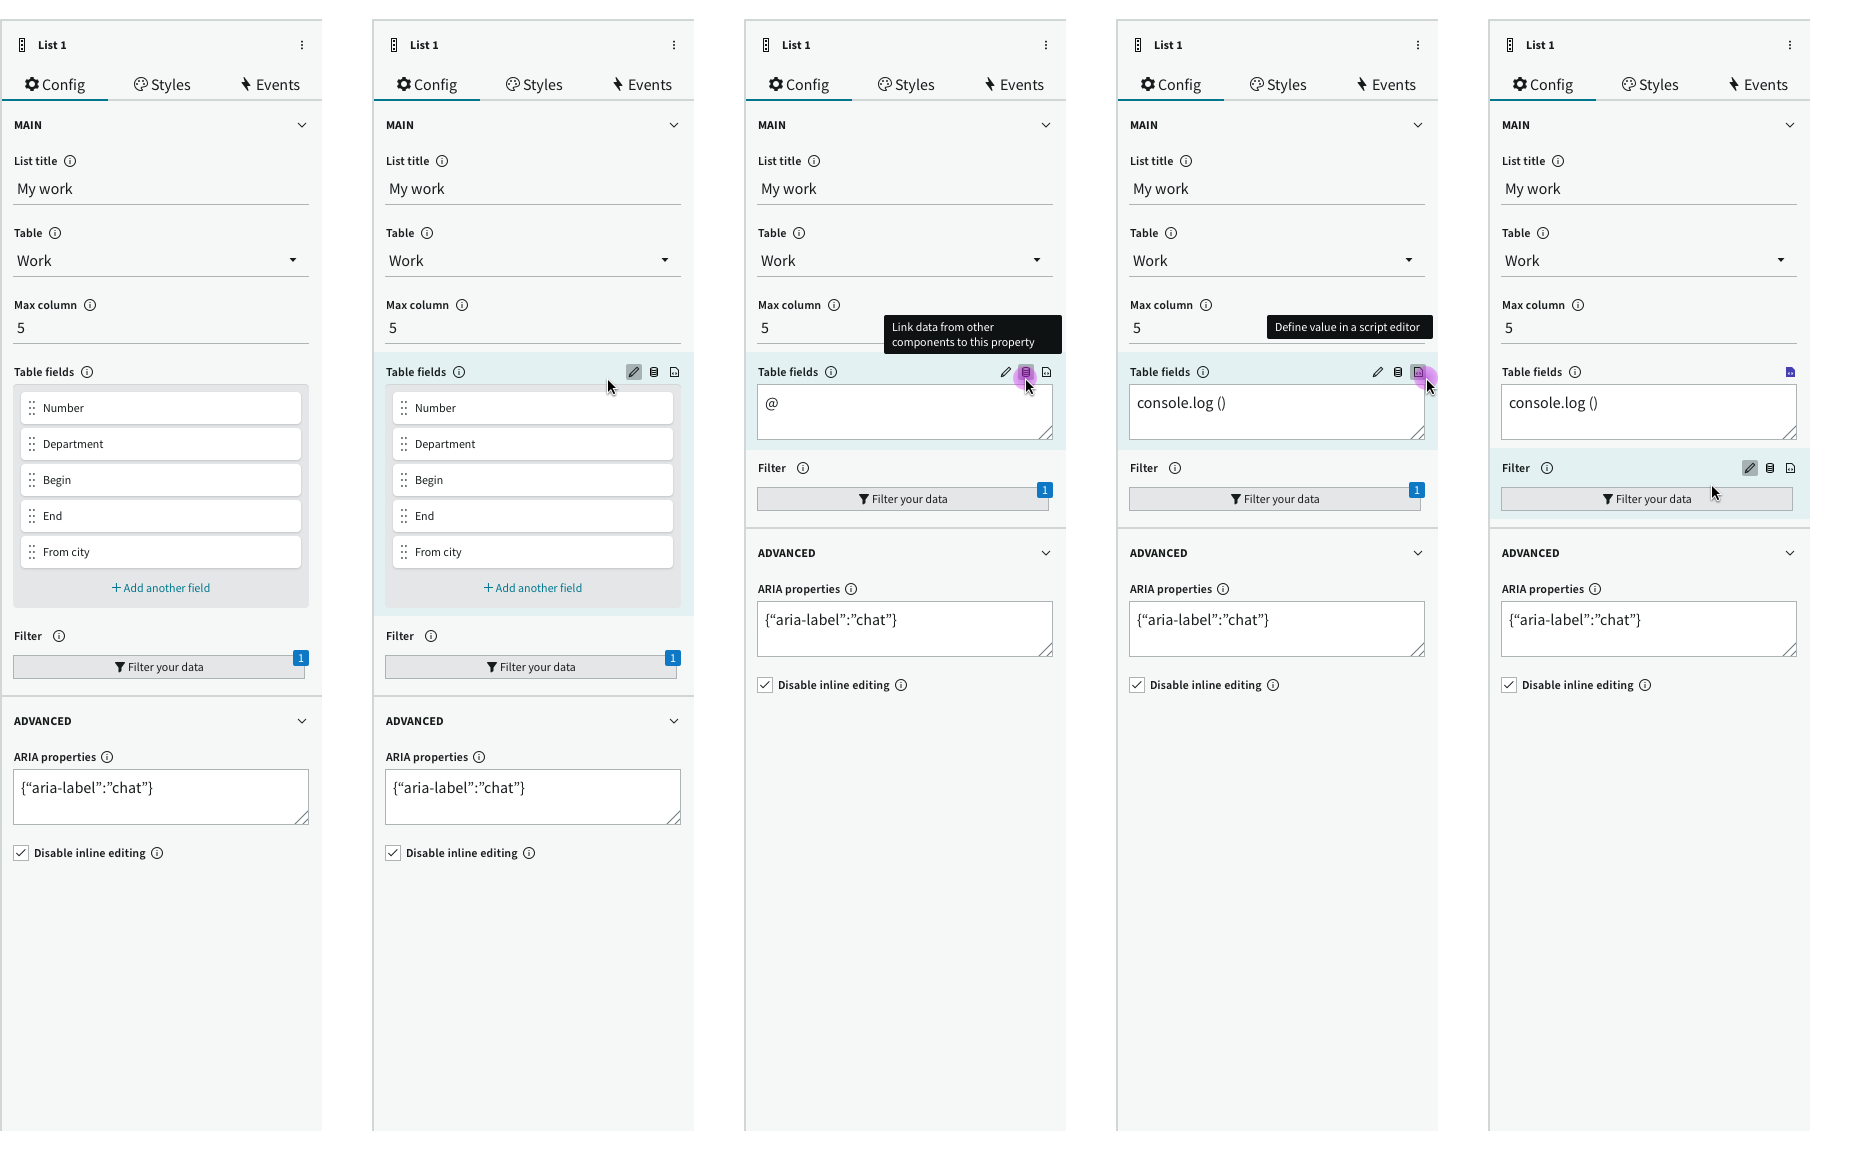 List 1
Config Styles Events
MAIN
List title
My work
Table
Work
Max column
5
Table fields
Number
Department
Begin
End
From city
Add another field
Filter
1
Filter your data
ADVANCED
ARIA properties
{“aria-label”:”chat”}
Disable inline editing
List 1
Config Styles Events
MAIN
List title
My work
Table
Work
Max column
5
Table fields
Number
Department
Begin
End
From city
Add another field
Filter
1
Filter your data
ADVANCED
ARIA properties
{“aria-label”:”chat”}
Disable inline editing
List 1
Config Styles Events
MAIN
List title
My work
Table
Work
Max column
5
Link data from other
components to this property
Table fields
@
Filter
1
Filter your data
ADVANCED
ARIA properties
{“aria-label”:”chat”}
Disable inline editing
List 1
Config Styles Events
MAIN
List title
My work
Table
Work
Max column
5
Define value in a script editor
Table fields
console.log ()
Filter
1
Filter your data
ADVANCED
ARIA properties
{“aria-label”:”chat”}
Disable inline editing
List 1
Config Styles Events
MAIN
List title
My work
Table
Work
Max column
5
Table fields
console.log ()
Filter
Filter your data
ADVANCED
ARIA properties
{“aria-label”:”chat”}
Disable inline editing